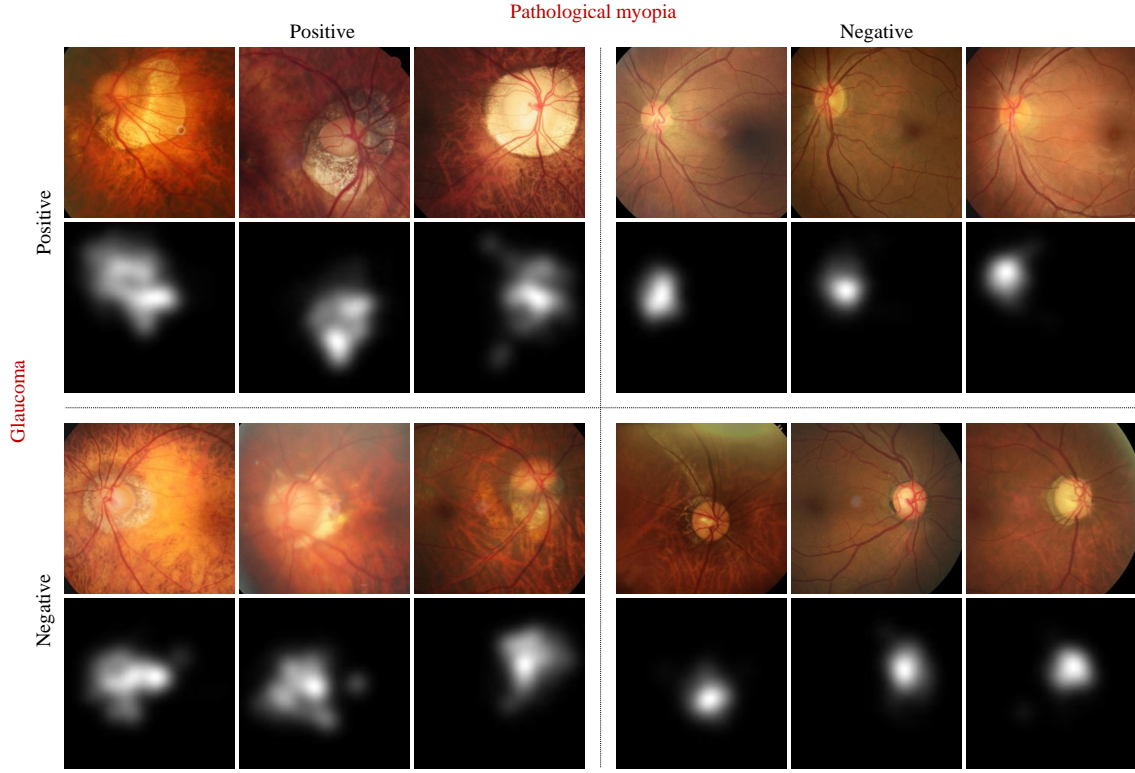 Pathological myopia
Positive
Negative
Glaucoma
Positive
Negative